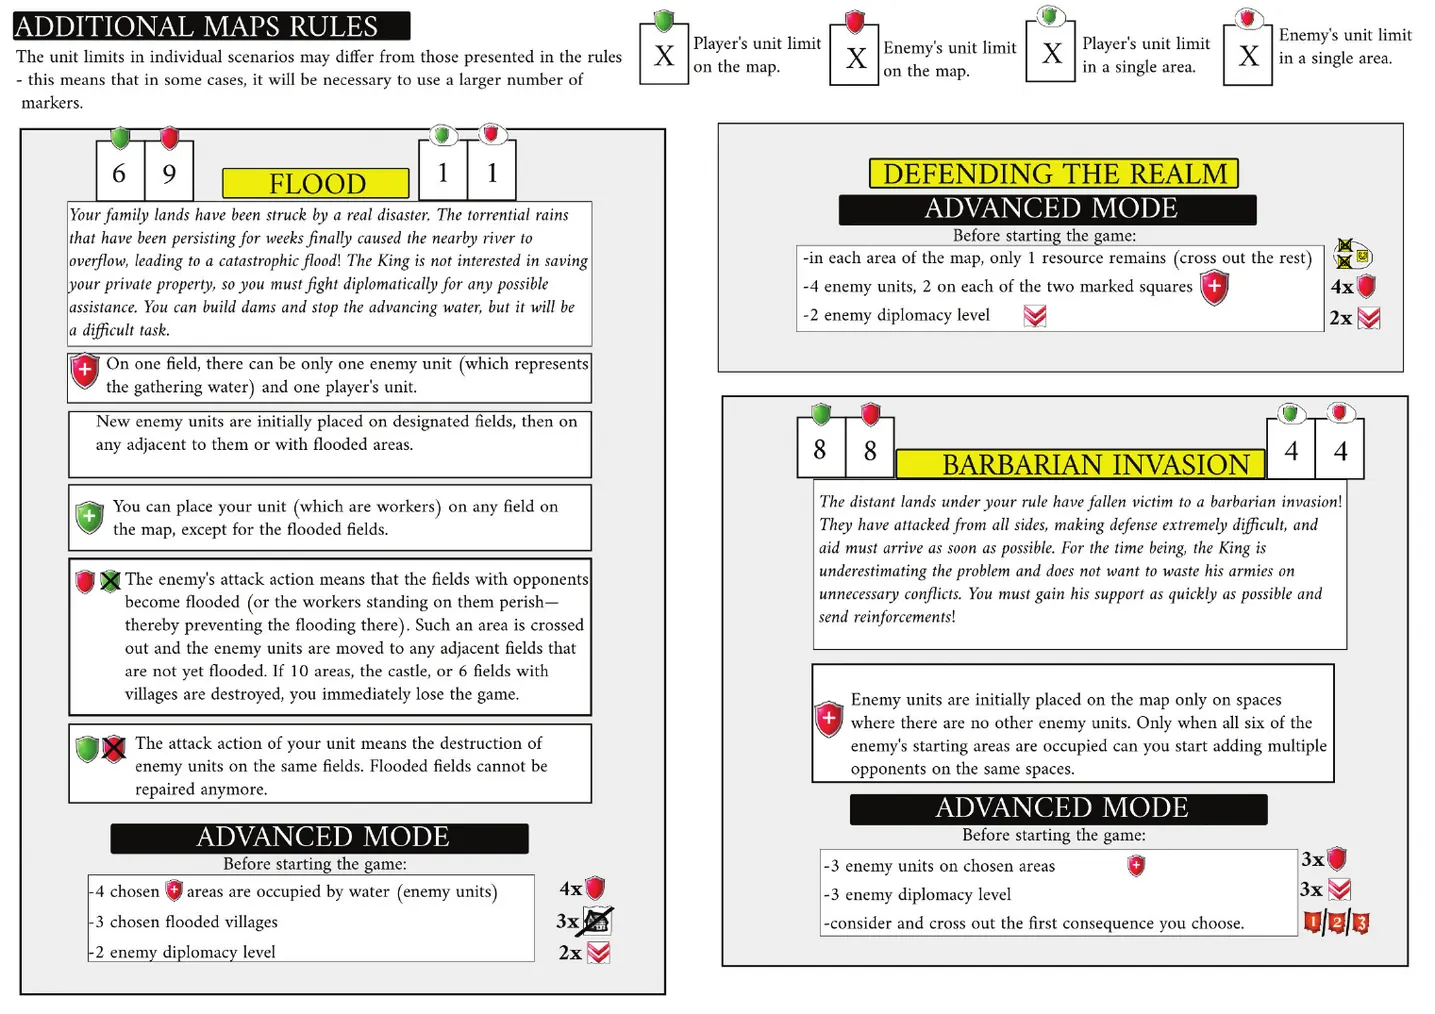 ADDITIONAL MAPS RULES
The unit limits in individual scenarios may differ from those presented in the rules
- this means that in some cases, it will be necessary to use a larger number of
markers.
X
Player's unit limit
on the map.
X
Enemy's unit limit
on the map.
X
Player's unit limit
in a single area.
X
Enemy's unit limit
in a single area.
6 9
FLOOD
1 1
Your family lands have been struck by a real disaster. The torrential rains
that have been persisting for weeks finally caused the nearby river to
overflow, leading to a catastrophic flood! The King is not interested in saving
your private property, so you must fight diplomatically for any possible
assistance. You can build dams and stop the advancing water, but it will be
a difficult task.
On one field, there can be only one enemy unit (which represents
the gathering water) and one player's unit.
New enemy units are initially placed on designated fields, then on
any adjacent to them or with flooded areas.
You can place your unit (which are workers) on any field on
the map, except for the flooded fields.
The enemy's attack action means that the fields with opponents
become flooded (or the workers standing on them perish—
thereby preventing the flooding there). Such an area is crossed
out and the enemy units are moved to any adjacent fields that
are not yet flooded. If 10 areas, the castle, or 6 fields with
villages are destroyed, you immediately lose the game.
The attack action of your unit means the destruction of
enemy units on the same fields. Flooded fields cannot be
repaired anymore.
ADVANCED MODE
Before starting the game:
-4 chosen areas are occupied by water (enemy units)
4x
-3 chosen flooded villages
3x
-2 enemy diplomacy level
2x
DEFENDING THE REALM
ADVANCED MODE
Before starting the game:
-in each area of the map, only 1 resource remains (cross out the rest)
-4 enemy units, 2 on each of the two marked squares
4x
-2 enemy diplomacy level
2x
8 8
BARBARIAN INVASION
4 4
The distant lands under your rule have fallen victim to a barbarian invasion!
They have attacked from all sides, making defense extremely difficult, and
aid must arrive as soon as possible. For the time being, the King is
underestimating the problem and does not want to waste his armies on
unnecessary conflicts. You must gain his support as quickly as possible and
send reinforcements!
Enemy units are initially placed on the map only on spaces
where there are no other enemy units. Only when all six of the
enemy's starting areas are occupied can you start adding multiple
opponents on the same spaces.
ADVANCED MODE
Before starting the game:
-3 enemy units on chosen areas
3x
-3 enemy diplomacy level
3x
-consider and cross out the first consequence you choose.
1/2/3